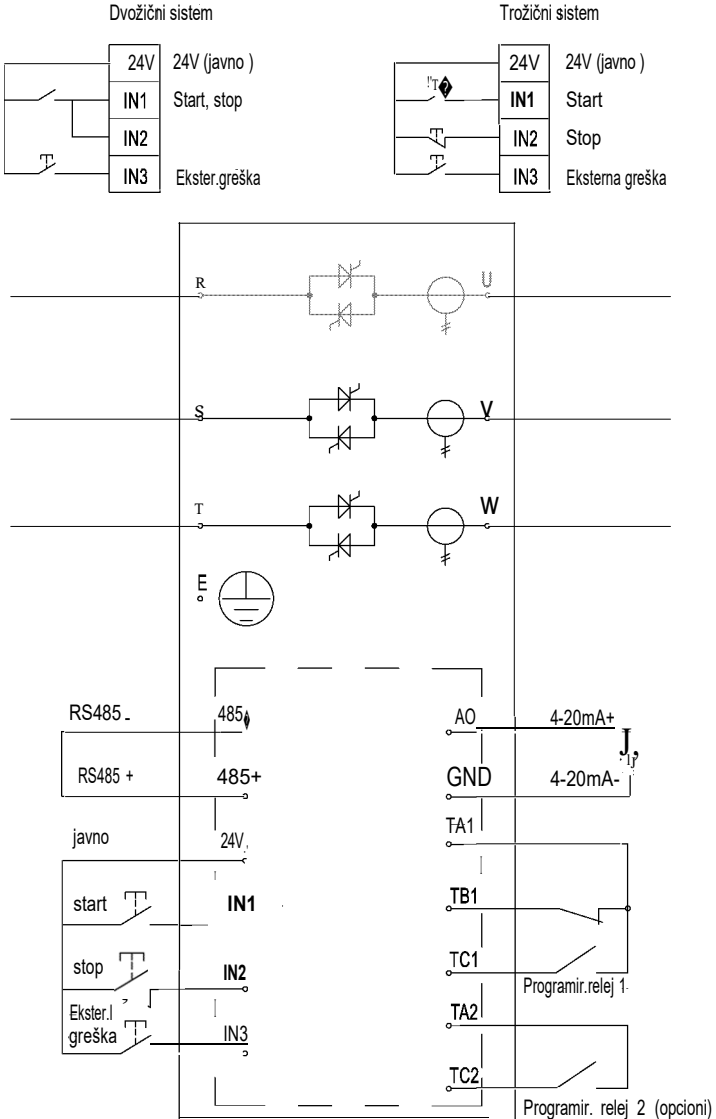 Dvožični sistem
Trožični sistem
24V 24V (javno )
IN1 Start, stop
IN2
IN3 Ekster.greška
24V 24V (javno )
IN1 Start
IN2 Stop
IN3 Eksterna greška
R U
S V
T W
E
RS485 - 485
RS485 + 485+
javno 24V
start IN1
stop IN2
Ekster.l
greška IN3
AO 4-20mA+
GND 4-20mA-
TA1
TB1
TC1
Programir.relej 1
TA2
TC2
Programir. relej 2 (opcioni)